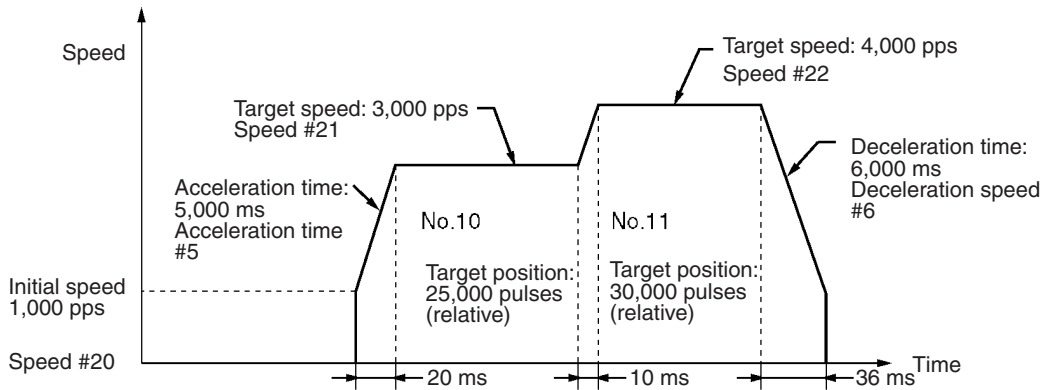 Speed
Target speed: 4,000 pps
Speed #22
Target speed: 3,000 pps
Speed #21
Acceleration time:
5,000 ms
Acceleration time
#5
Deceleration time:
6,000 ms
Deceleration speed
#6
No.10
No.11
Target position:
25,000 pulses
(relative)
Target position:
30,000 pulses
(relative)
Initial speed
1,000 pps
Speed #20
Time
20 ms
10 ms
36 ms